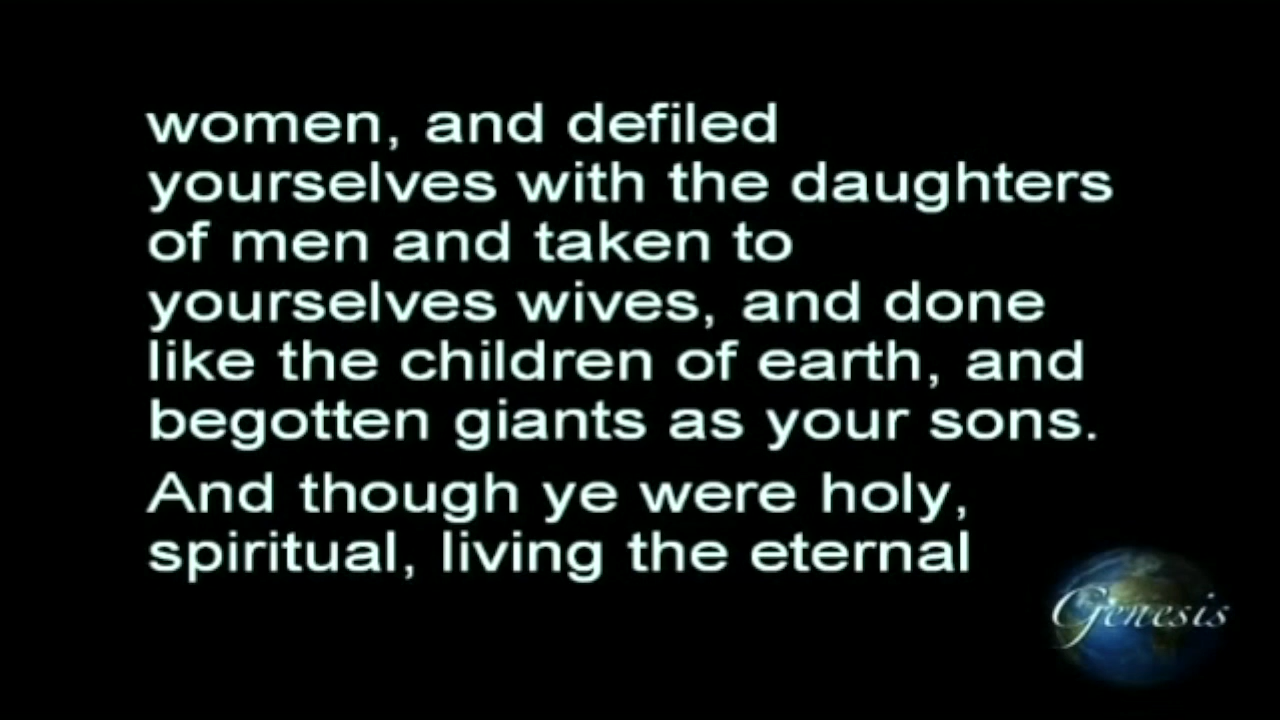 women, and defiled
yourselves with the daughters
of men and taken to
yourselves wives, and done
like the children of earth, and
begotten giants as your sons.
And though ye were holy,
spiritual, living the eternal
Genesis